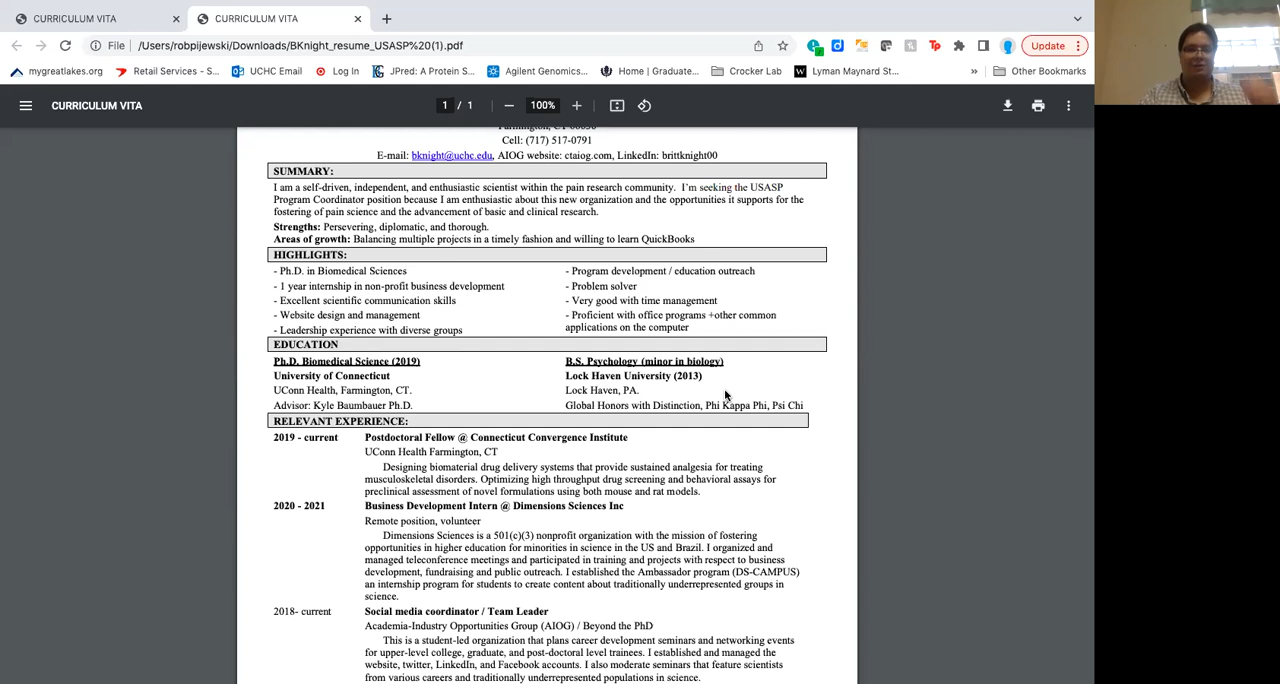 CURRICULUM VITA
CURRICULUM VITA
File /Users/robpijewski/Downloads/BKnight_resume_USASP%20(1).pdf
Update
mygreatlakes.org Retail Services - S... UCHC Email Log In JPred: A Protein S... Agilent Genomics... Home | Graduate... Crocker Lab Lyman Maynard St... » Other Bookmarks
CURRICULUM VITA
1 / 1
100%
Cell: (717) 517-0791
E-mail: bknight@uchc.edu, AIOG website: ctaiog.com, LinkedIn: brittknight00
SUMMARY:
I am a self-driven, independent, and enthusiastic scientist within the pain research community. I'm seeking the USASP
Program Coordinator position because I am enthusiastic about this new organization and the opportunities it supports for the
fostering of pain science and the advancement of basic and clinical research.
Strengths: Persevering, diplomatic, and thorough.
Areas of growth: Balancing multiple projects in a timely fashion and willing to learn QuickBooks
HIGHLIGHTS:
- Ph.D. in Biomedical Sciences
- 1 year internship in non-profit business development
- Excellent scientific communication skills
- Website design and management
- Leadership experience with diverse groups
- Program development / education outreach
- Problem solver
- Very good with time management
- Proficient with office programs +other common
applications on the computer
EDUCATION
Ph.D. Biomedical Science (2019)
University of Connecticut
UConn Health, Farmington, CT.
Advisor: Kyle Baumbauer Ph.D.
B.S. Psychology (minor in biology)
Lock Haven University (2013)
Lock Haven, PA.
Global Honors with Distinction, Phi Kappa Phi, Psi Chi
RELEVANT EXPERIENCE:
2019 - current Postdoctoral Fellow @ Connecticut Convergence Institute
UConn Health Farmington, CT
Designing biomaterial drug delivery systems that provide sustained analgesia for treating
musculoskeletal disorders. Optimizing high throughput drug screening and behavioral assays for
preclinical assessment of novel formulations using both mouse and rat models.
2020 - 2021 Business Development Intern @ Dimensions Sciences Inc
Remote position, volunteer
Dimensions Sciences is a 501(c)(3) nonprofit organization with the mission of fostering
opportunities in higher education for minorities in science in the US and Brazil. I organized and
managed teleconference meetings and participated in training and projects with respect to business
development, fundraising and public outreach. I established the Ambassador program (DS-CAMPUS)
an internship program for students to create content about traditionally underrepresented groups in
science.
2018- current Social media coordinator / Team Leader
Academia-Industry Opportunities Group (AIOG) / Beyond the PhD
This is a student-led organization that plans career development seminars and networking events
for upper-level college, graduate, and post-doctoral level trainees. I established and managed the
website, twitter, LinkedIn, and Facebook accounts. I also moderate seminars that feature scientists
from various careers and traditionally underrepresented populations in science.